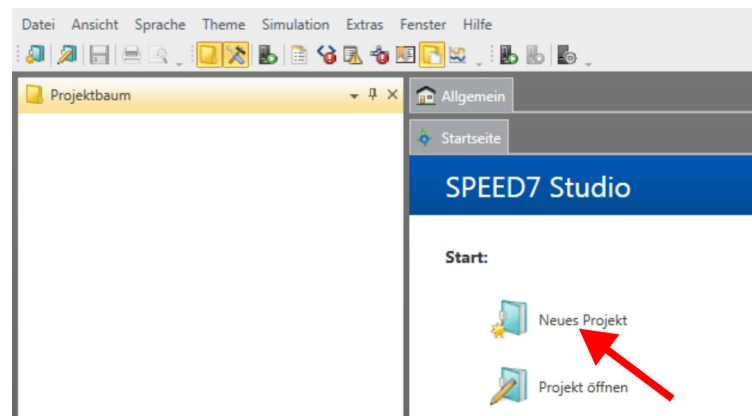 Datei Ansicht Sprache Theme Simulation Extras Fenster Hilfe
Projektbaum
Allgemein
Startseite
SPEED7 Studio
Start:
Neues Projekt
Projekt öffnen